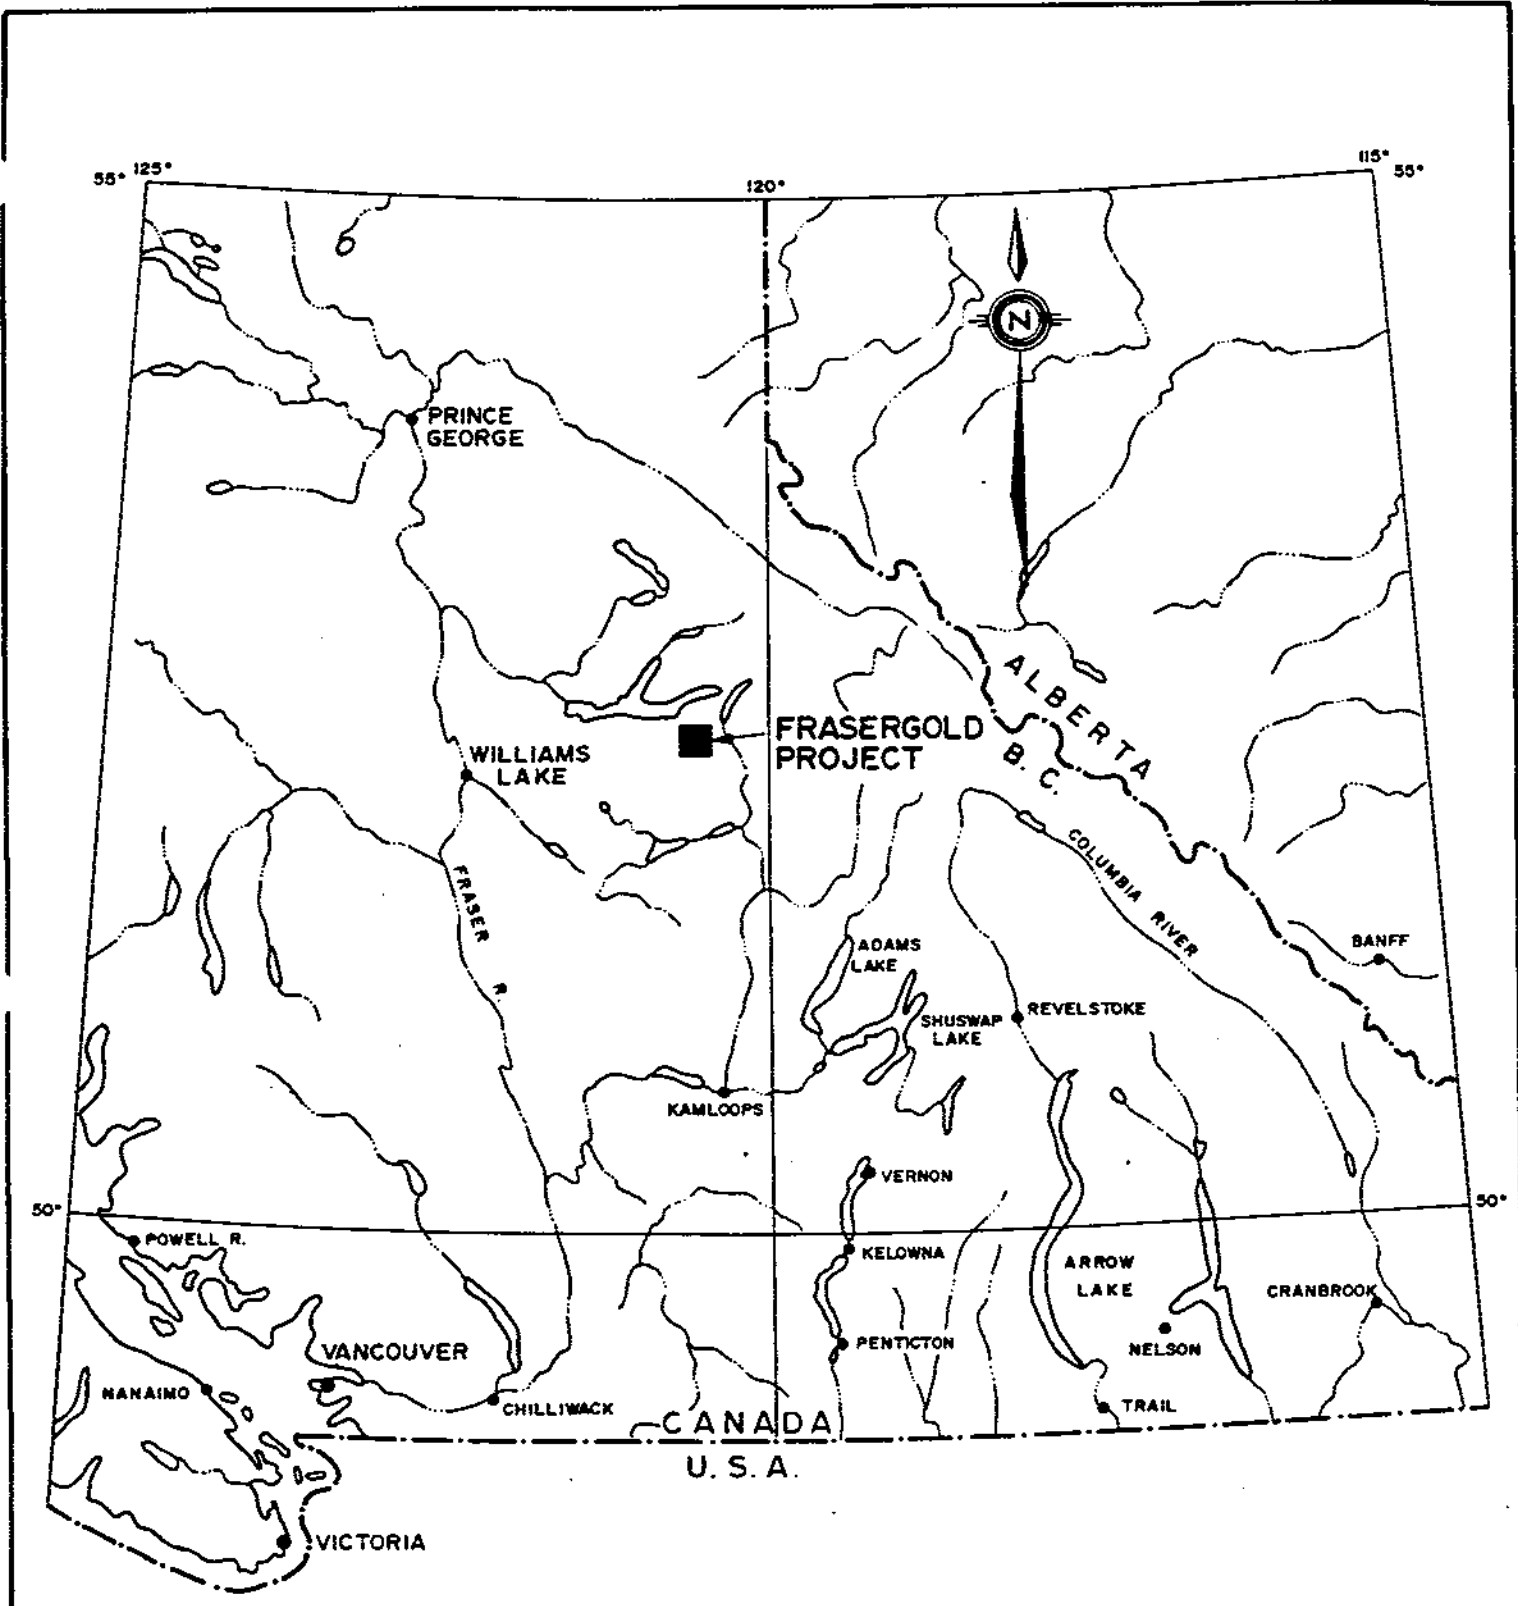 55° 125°
120°
115° 55°
N
PRINCE
GEORGE
ALBERTA
B.C.
FRASERGOLD
PROJECT
WILLIAMS
LAKE
COLUMBIA RIVER
FRASER R.
ADAMS
LAKE
BANFF
SHUSWAP
LAKE
REVELSTOKE
KAMLOOPS
VERNON
50°
50°
POWELL R.
KELOWNA
ARROW
LAKE
CRANBROOK
VANCOUVER
PENTICTON
NELSON
NANAIMO
CHILLIWACK
TRAIL
CANADA
U.S.A.
VICTORIA